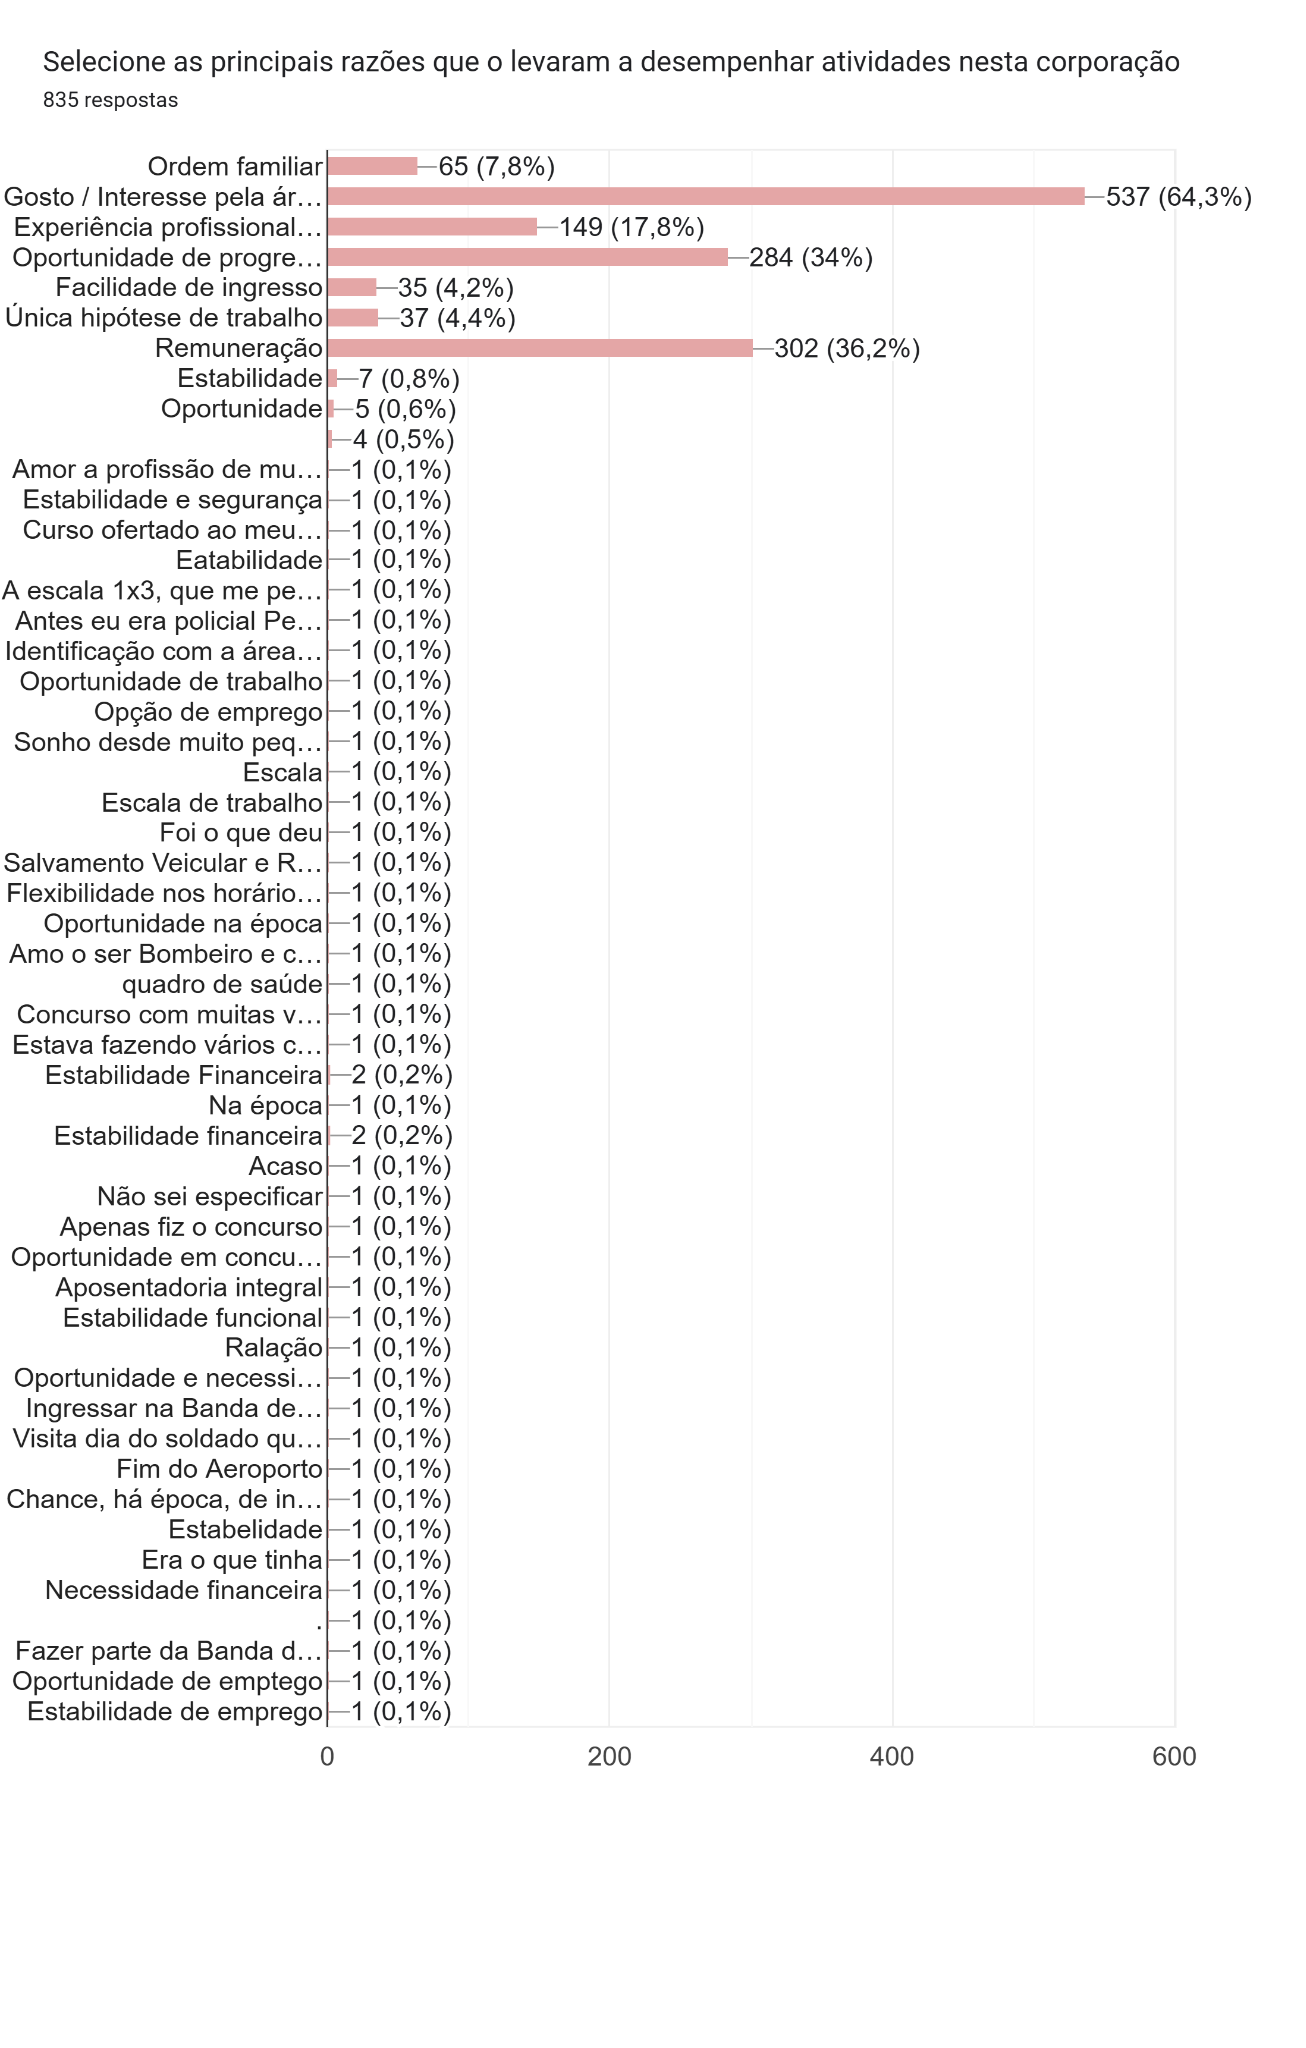 Selecione as principais razões que o levaram a desempenhar atividades nesta corporação
835 respostas
Ordem familiar 65 (7,8%)
Gosto / Interesse pela ár… 537 (64,3%)
Experiência profissional… 149 (17,8%)
Oportunidade de progre… 284 (34%)
Facilidade de ingresso 35 (4,2%)
Única hipótese de trabalho 37 (4,4%)
Remuneração 302 (36,2%)
Estabilidade 7 (0,8%)
Oportunidade 5 (0,6%)
4 (0,5%)
Amor a profissão de mu… 1 (0,1%)
Estabilidade e segurança 1 (0,1%)
Curso ofertado ao meu… 1 (0,1%)
Eatabilidade 1 (0,1%)
A escala 1x3, que me pe… 1 (0,1%)
Antes eu era policial Pe… 1 (0,1%)
Identificação com a área… 1 (0,1%)
Oportunidade de trabalho 1 (0,1%)
Opção de emprego 1 (0,1%)
Sonho desde muito peq… 1 (0,1%)
Escala 1 (0,1%)
Escala de trabalho 1 (0,1%)
Foi o que deu 1 (0,1%)
Salvamento Veicular e R… 1 (0,1%)
Flexibilidade nos horário… 1 (0,1%)
Oportunidade na época 1 (0,1%)
Amo o ser Bombeiro e c… 1 (0,1%)
quadro de saúde 1 (0,1%)
Concurso com muitas v… 1 (0,1%)
Estava fazendo vários c… 1 (0,1%)
Estabilidade Financeira 2 (0,2%)
Na época 1 (0,1%)
Estabilidade financeira 2 (0,2%)
Acaso 1 (0,1%)
Não sei especificar 1 (0,1%)
Apenas fiz o concurso 1 (0,1%)
Oportunidade em concu… 1 (0,1%)
Aposentadoria integral 1 (0,1%)
Estabilidade funcional 1 (0,1%)
Ralação 1 (0,1%)
Oportunidade e necessi… 1 (0,1%)
Ingressar na Banda de… 1 (0,1%)
Visita dia do soldado qu… 1 (0,1%)
Fim do Aeroporto 1 (0,1%)
Chance, há época, de in… 1 (0,1%)
Estabelidade 1 (0,1%)
Era o que tinha 1 (0,1%)
Necessidade financeira 1 (0,1%)
. 1 (0,1%)
Fazer parte da Banda d… 1 (0,1%)
Oportunidade de emptego 1 (0,1%)
Estabilidade de emprego 1 (0,1%)
0 200 400 600